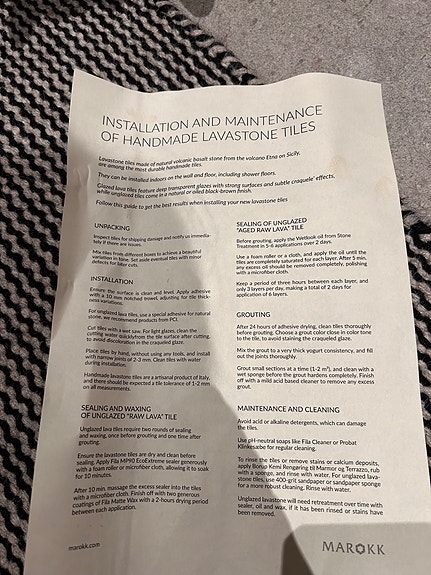 INSTALLATION AND MAINTENANCE
OF HANDMADE LAVASTONE TILES
Lavastone tiles made of natural volcanic basalt stone from the volcano Etna on Sicily,
are among the most durable handmade tiles.
They can be installed indoors on the wall and floor, including shower floors.
Glazed lava tiles feature deep transparent glazes with strong surfaces and subtle craquelé effects,
while unglazed tiles come in a natural or oiled black-brown finish.
Follow this guide to get the best results when installing your new lavastone tiles
UNPACKING
Inspect tiles for shipping damage and notify us immedia-
tely if there are issues.
Mix tiles from different boxes to achieve a beautiful
variation in tone. Set aside eventual tiles with minor
defects for later cuts.
INSTALLATION
Ensure the surface is clean and level. Apply adhesive
with a 10 mm notched trowel, adjusting for tile thick-
ness variations.
For unglazed lava tiles, use a special adhesive for natural
stone, we recommend products from PCI.
Cut tiles with a wet saw. For light glazes, clean the
cutting water quickly from the tile surface after cutting,
to avoid discoloration in the craquelé glaze.
Place tiles by hand, without using any tools, and install
with narrow joints of 2-3 mm. Clean tiles with water
during installation.
Handmade lavastone tiles are a artisanal product of Italy,
and there should be expected a tile tolerance of 1-2 mm
on all measurements.
SEALING AND WAXING
OF UNGLAZED "RAW LAVA" TILE
Unglazed lava tiles require two rounds of sealing
and waxing, once before grouting and one time after
grouting.
Ensure the lavastone tiles are dry and clean before
sealing. Apply Fila MP90 EcoExtreme sealer generously
with a foam roller or microfiber cloth, allowing it to soak
for 10 minutes.
After 10 min. massage the excess sealer into the tiles
with a microfiber cloth. Finish off with two generous
coatings of Fila Matte Wax with a 2-hours drying period
between each application.
SEALING OF UNGLAZED
"AGED RAW LAVA" TILE
Before grouting, apply the Wetlook oil from Stone
Treatment in 5-6 applications over 2 days.
Use a foam roller or a cloth, and apply the oil until the
tiles are completely saturated for each layer. After 5 min.
any excess oil should be removed completely, polishing
with a microfiber cloth.
Keep a period of three hours between each layer, and
only 3 layers per day, making a total of 2 days for
application of 6 layers.
GROUTING
After 24 hours of adhesive drying, clean tiles thoroughly
before grouting. Choose a grout color close in color tone
to the tile, to avoid staining the craquelé glaze.
Mix the grout to a very thick yogurt consistency, and fill
out the joints thoroughly.
Grout small sections at a time (1-2 m²), and clean with a
wet sponge before the grout hardens completely. Finish
off with a mild acid based cleaner to remove any excess
grout.
MAINTENANCE AND CLEANING
Avoid acid or alkaline detergents, which can damage
the tile.
Use pH-neutral soaps like Fila Cleaner or Probat
Klinkesæbe for regular cleaning.
To rinse the tiles or remove stains or calcium deposits,
apply Borup Kemi Rengøring til Marmor og Terrazzo, rub
with a sponge, and rinse with water. For unglazed lava-
stone tiles, use 400-grit sandpaper or sandpaper sponge
for a more robust cleaning. Rinse with water.
Unglazed lavastone will need retreatment over time with
sealer, oil and wax, if it has been rinsed or stains have
been removed.
marokk.com
MAROKK